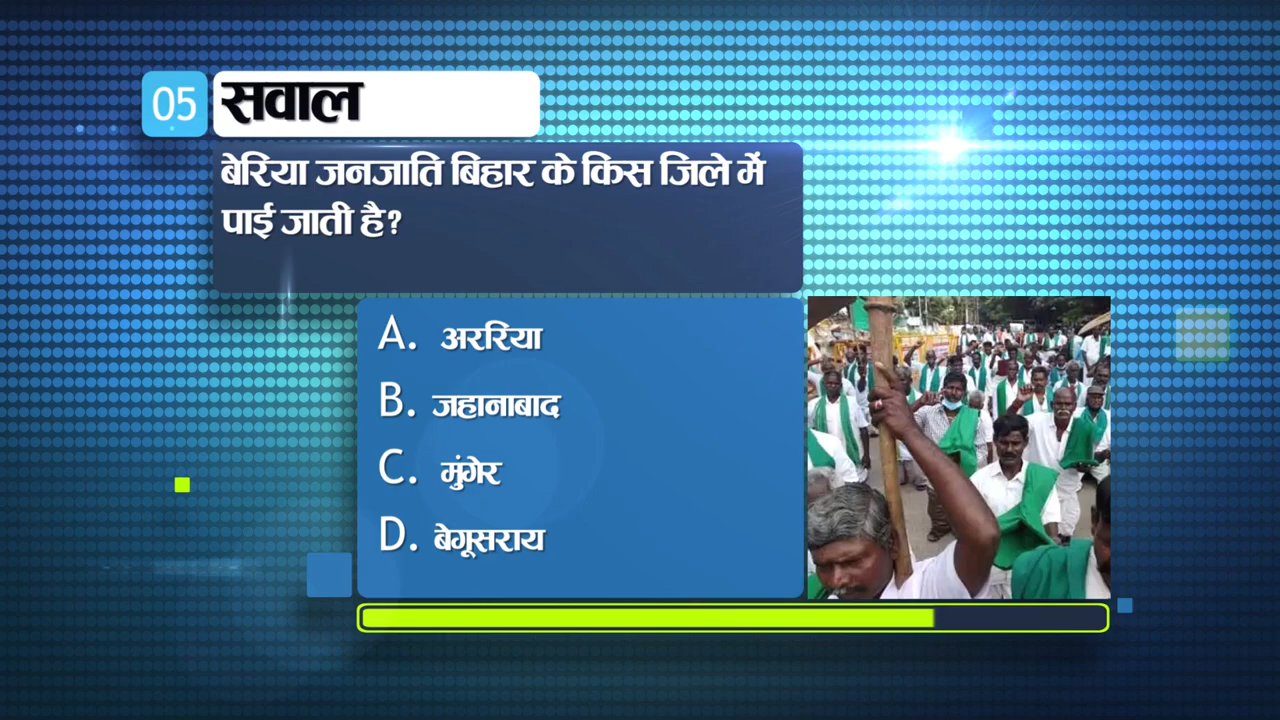 05 सवाल
बेरिया जनजाति बिहार के किस जिले में
पाई जाती है?
A. अररिया
B. जहानाबाद
C. मुंगेर
D. बेगूसराय